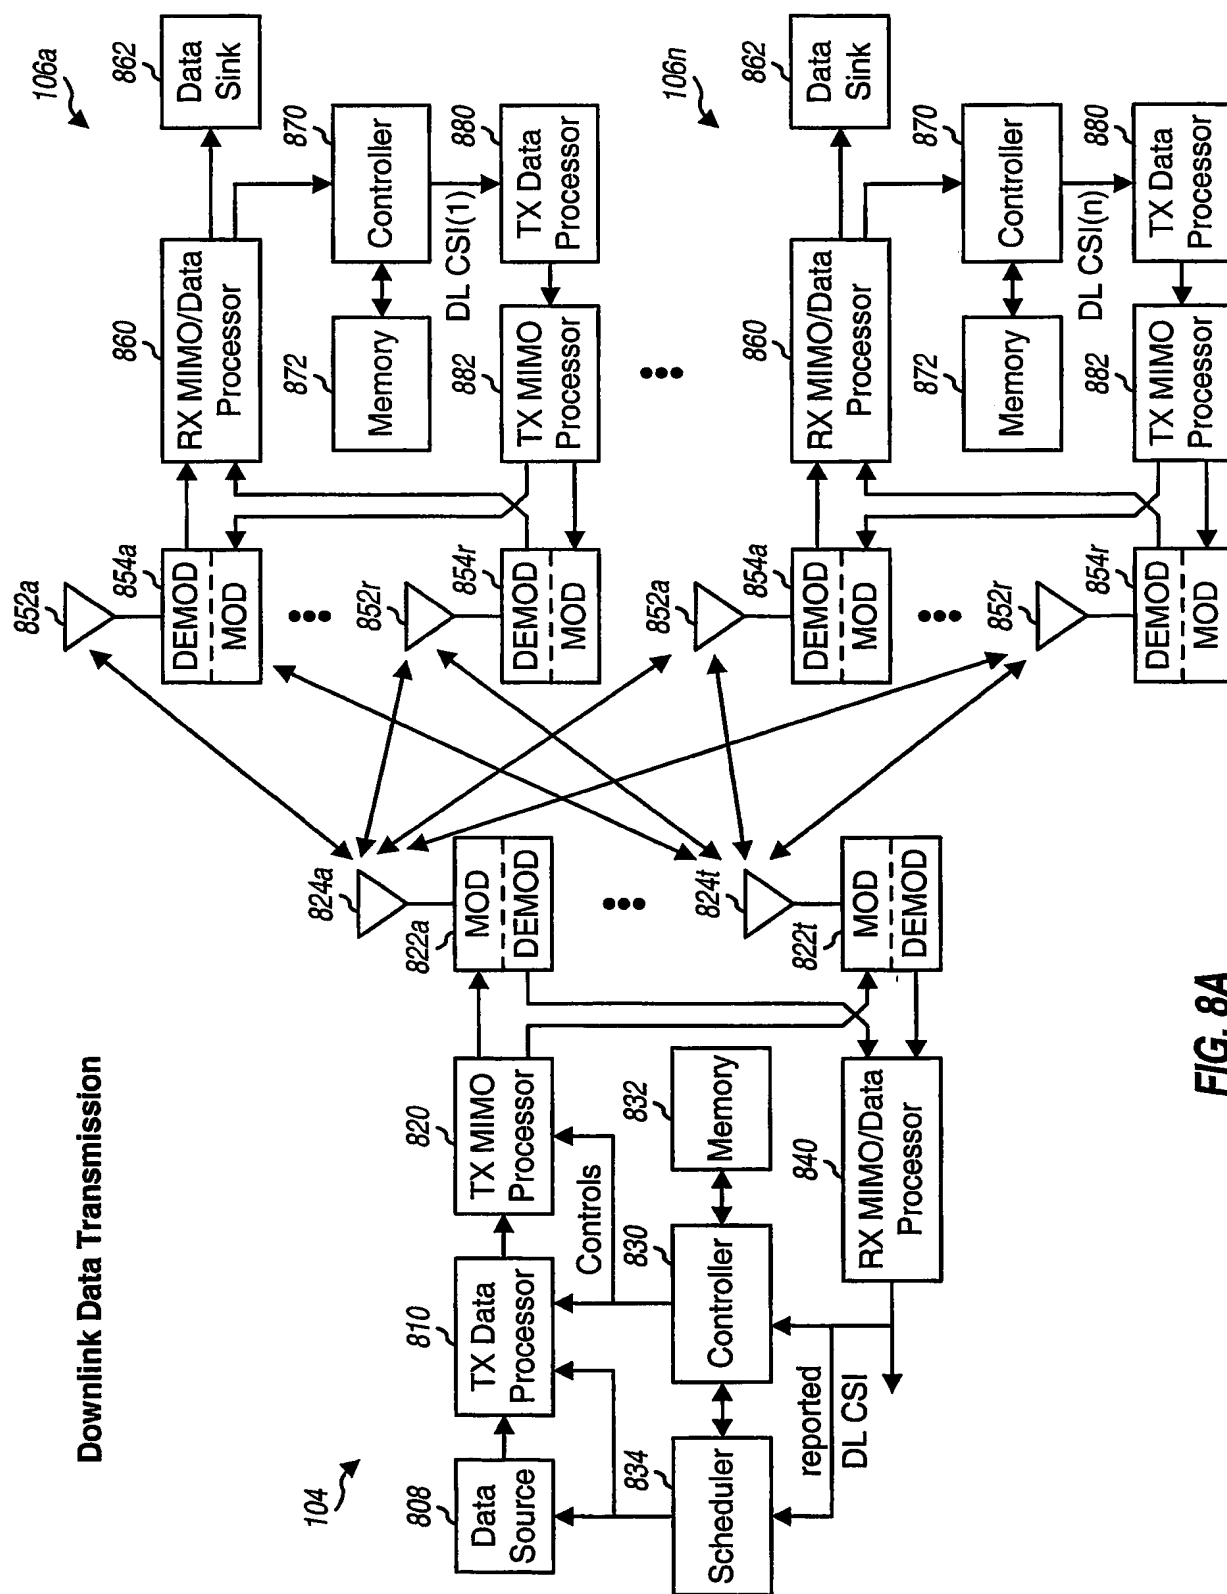 Downlink Data Transmission
104
808
Data
Source
810
TX Data
Processor
820
TX MIMO
Processor
Controls
834
Scheduler
830
Controller
832
Memory
reported
DL CSI
840
RX MIMO/Data
Processor
824a
822a
MOD
DEMOD
824t
822t
MOD
DEMOD
106a
852a
854a
DEMOD
MOD
852r
854r
DEMOD
MOD
860
RX MIMO/Data
Processor
862
Data
Sink
872
Memory
870
Controller
DL CSI(1)
882
TX MIMO
Processor
880
TX Data
Processor
106n
852a
854a
DEMOD
MOD
852r
854r
DEMOD
MOD
860
RX MIMO/Data
Processor
862
Data
Sink
872
Memory
870
Controller
DL CSI(n)
882
TX MIMO
Processor
880
TX Data
Processor
FIG. 8A